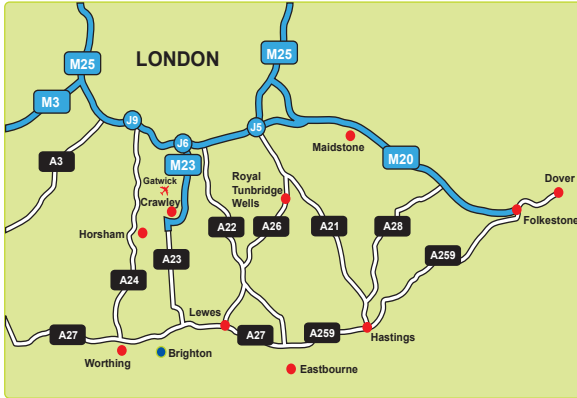 M25
LONDON
M25
M3
J9
J5
J6
Maidstone
A3
M23
M20
Gatwick
Crawley
Royal
Tunbridge
Wells
Dover
Folkestone
Horsham
A22
A26
A21
A28
A23
A259
A24
Lewes
A27
A27
A259
Hastings
Worthing
Brighton
Eastbourne